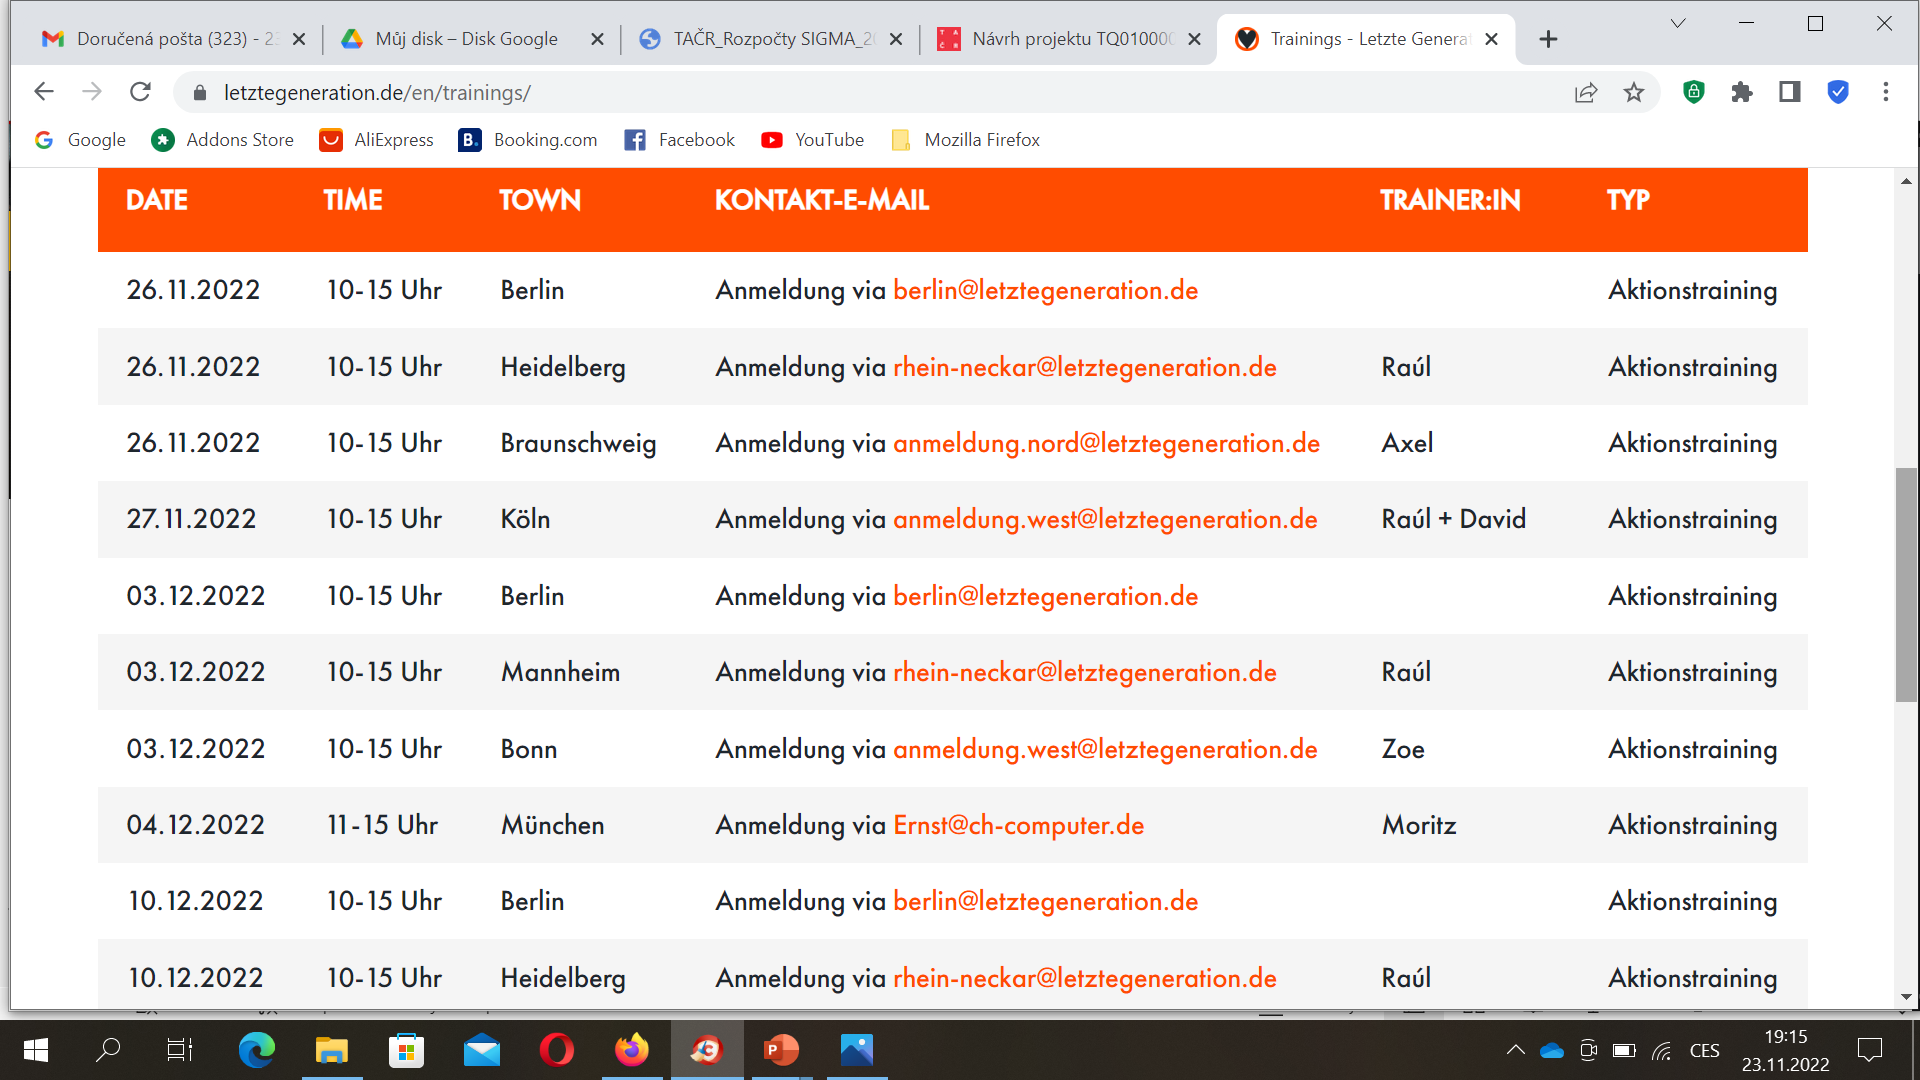 Doručená pošta (323) - 23
Můj disk – Disk Google
TAČR_Rozpočty SIGMA_20
Návrh projektu TQ010000
Trainings - Letzte Generat
letztegeneration.de/en/trainings/
Google Addons Store AliExpress Booking.com Facebook YouTube Mozilla Firefox
DATE TIME TOWN KONTAKT-E-MAIL TRAINER:IN TYP
26.11.2022 10-15 Uhr Berlin Anmeldung via berlin@letztegeneration.de Aktionstraining
26.11.2022 10-15 Uhr Heidelberg Anmeldung via rhein-neckar@letztegeneration.de Raúl Aktionstraining
26.11.2022 10-15 Uhr Braunschweig Anmeldung via anmeldung.nord@letztegeneration.de Axel Aktionstraining
27.11.2022 10-15 Uhr Köln Anmeldung via anmeldung.west@letztegeneration.de Raúl + David Aktionstraining
03.12.2022 10-15 Uhr Berlin Anmeldung via berlin@letztegeneration.de Aktionstraining
03.12.2022 10-15 Uhr Mannheim Anmeldung via rhein-neckar@letztegeneration.de Raúl Aktionstraining
03.12.2022 10-15 Uhr Bonn Anmeldung via anmeldung.west@letztegeneration.de Zoe Aktionstraining
04.12.2022 11-15 Uhr München Anmeldung via Ernst@ch-computer.de Moritz Aktionstraining
10.12.2022 10-15 Uhr Berlin Anmeldung via berlin@letztegeneration.de Aktionstraining
10.12.2022 10-15 Uhr Heidelberg Anmeldung via rhein-neckar@letztegeneration.de Raúl Aktionstraining
CES
19:15
23.11.2022